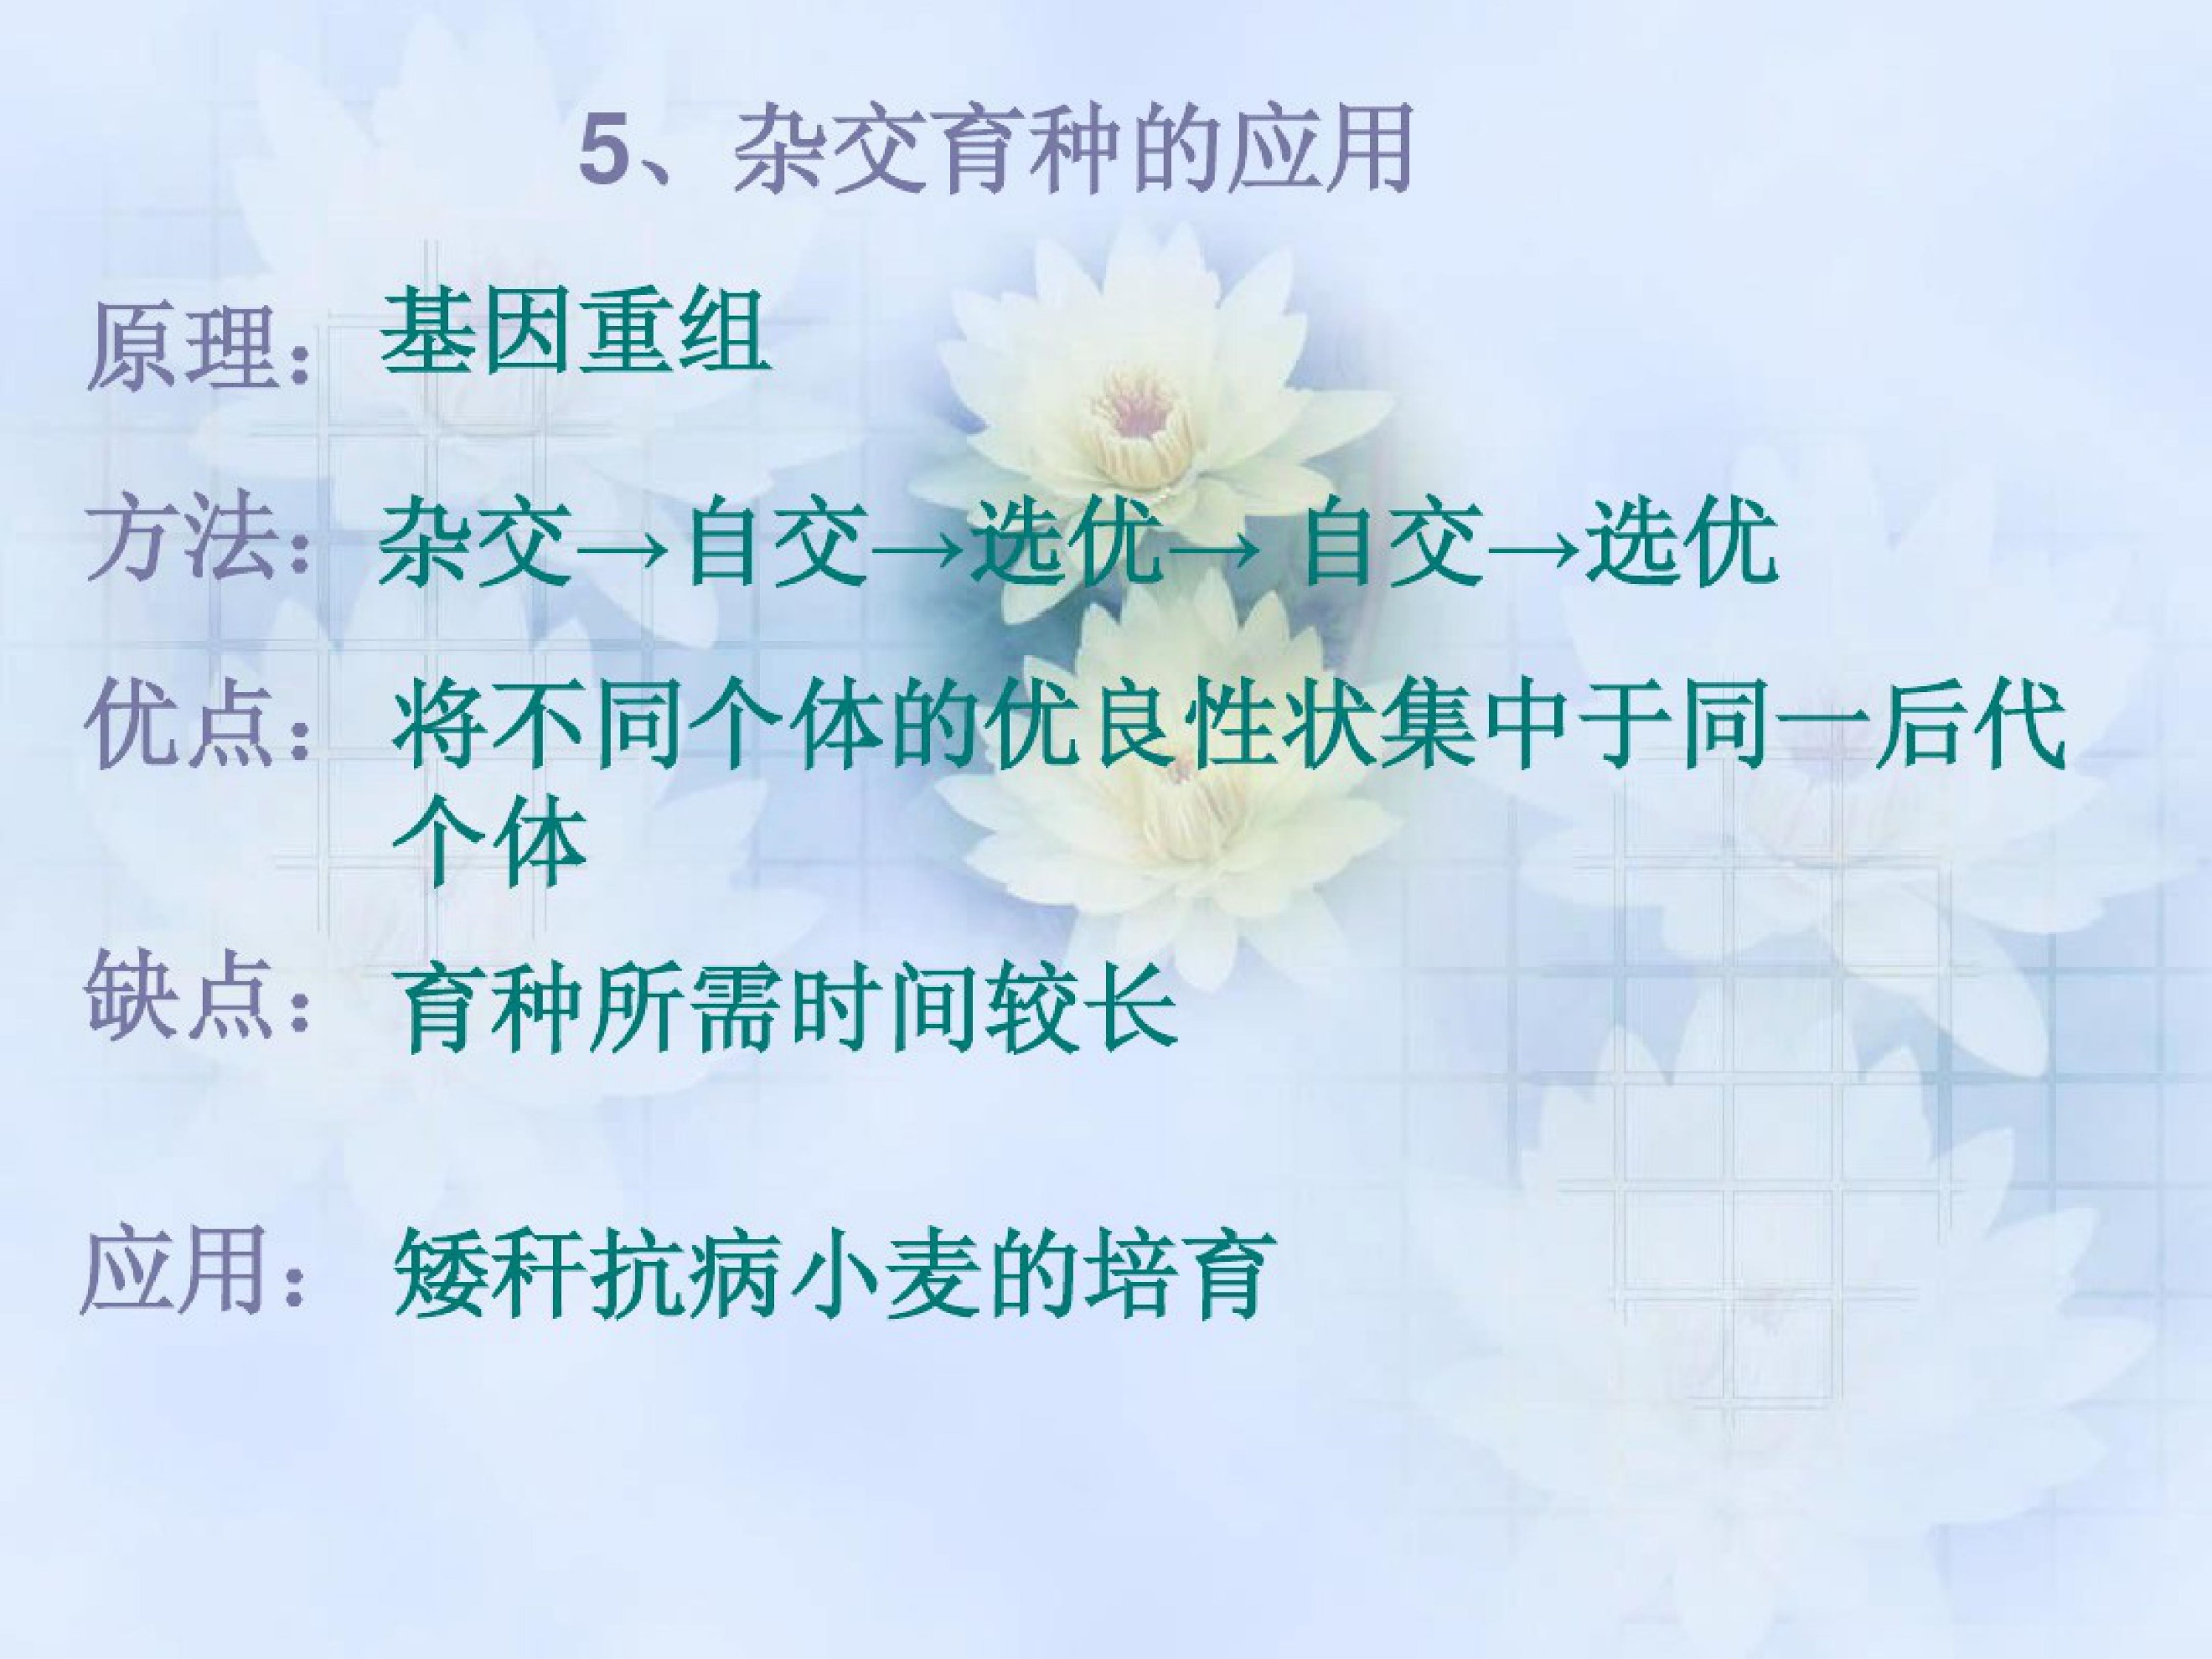 5、杂交育种的应用
原理：基因重组
方法：杂交→自交→选优→ 自交→选优
优点：将不同个体的优良性状集中于同一后代
个体
缺点：育种所需时间较长
应用：矮秆抗病小麦的培育